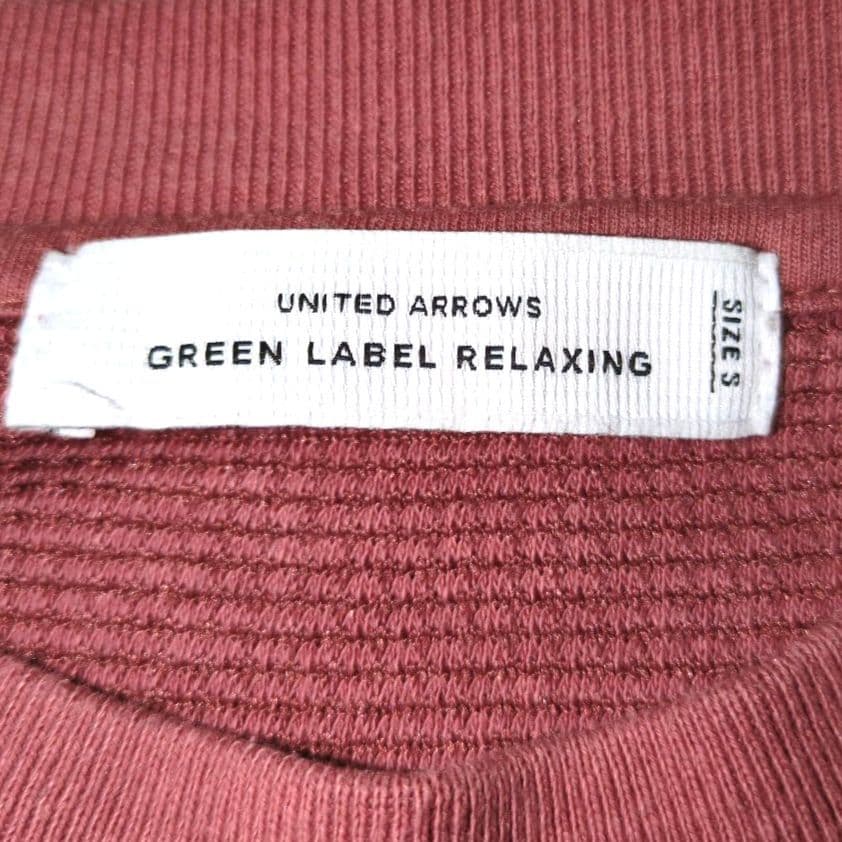 UNITED ARROWS
GREEN LABEL RELAXING
SIZE S